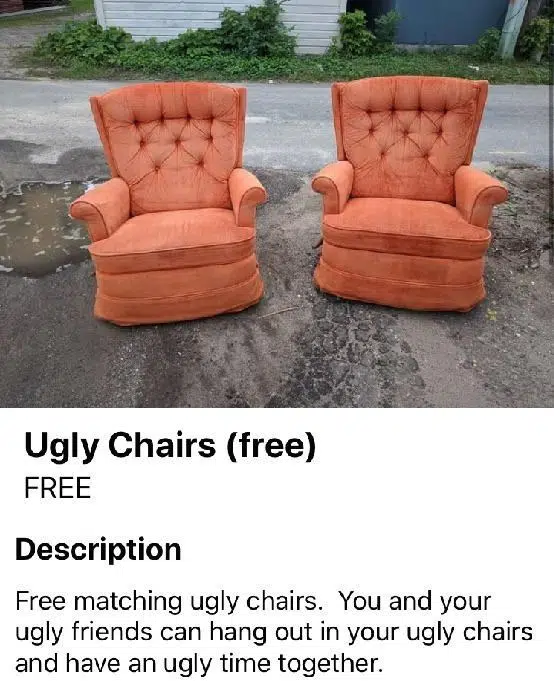 Ugly Chairs (free)
FREE
Description
Free matching ugly chairs.  You and your
ugly friends can hang out in your ugly chairs
and have an ugly time together.